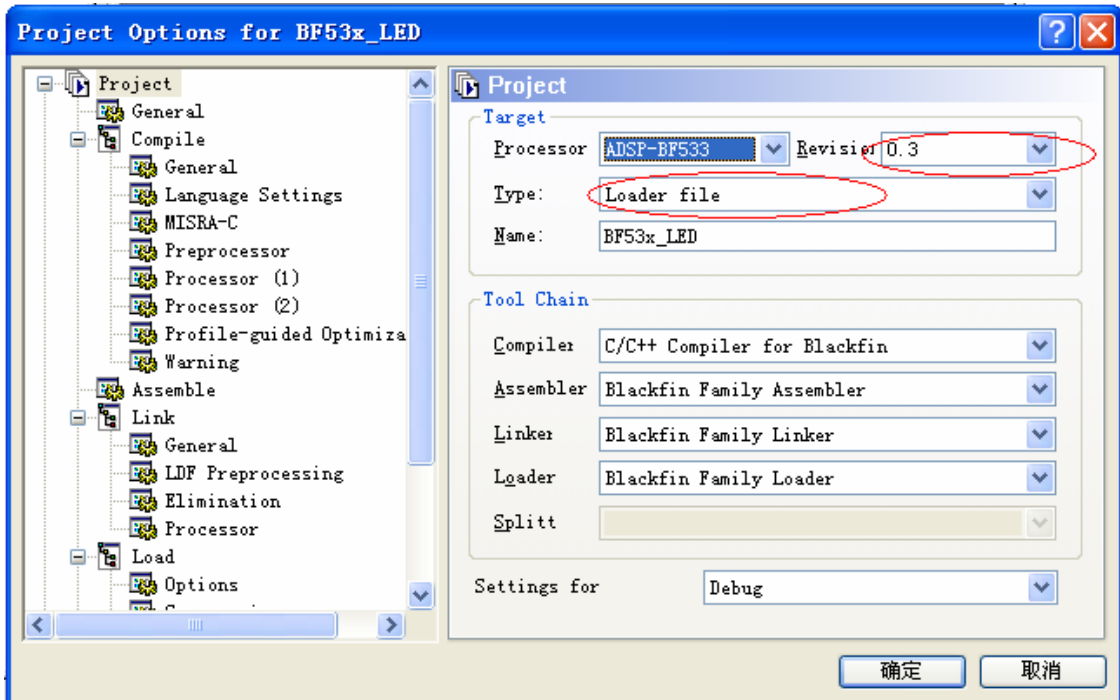 Project Options for BF53x_LED
Project
General
Compile
General
Language Settings
MISRA-C
Preprocessor
Processor (1)
Processor (2)
Profile-guided Optimiza
Warning
Assemble
Link
General
LDF Preprocessing
Elimination
Processor
Load
Options
Project
Target
Processor ADSP-BF533 Revision 0.3
Type: Loader file
Name: BF53x_LED
Tool Chain
Compiler C/C++ Compiler for Blackfin
Assembler Blackfin Family Assembler
Linker Blackfin Family Linker
Loader Blackfin Family Loader
Splitt
Settings for Debug
确定 取消